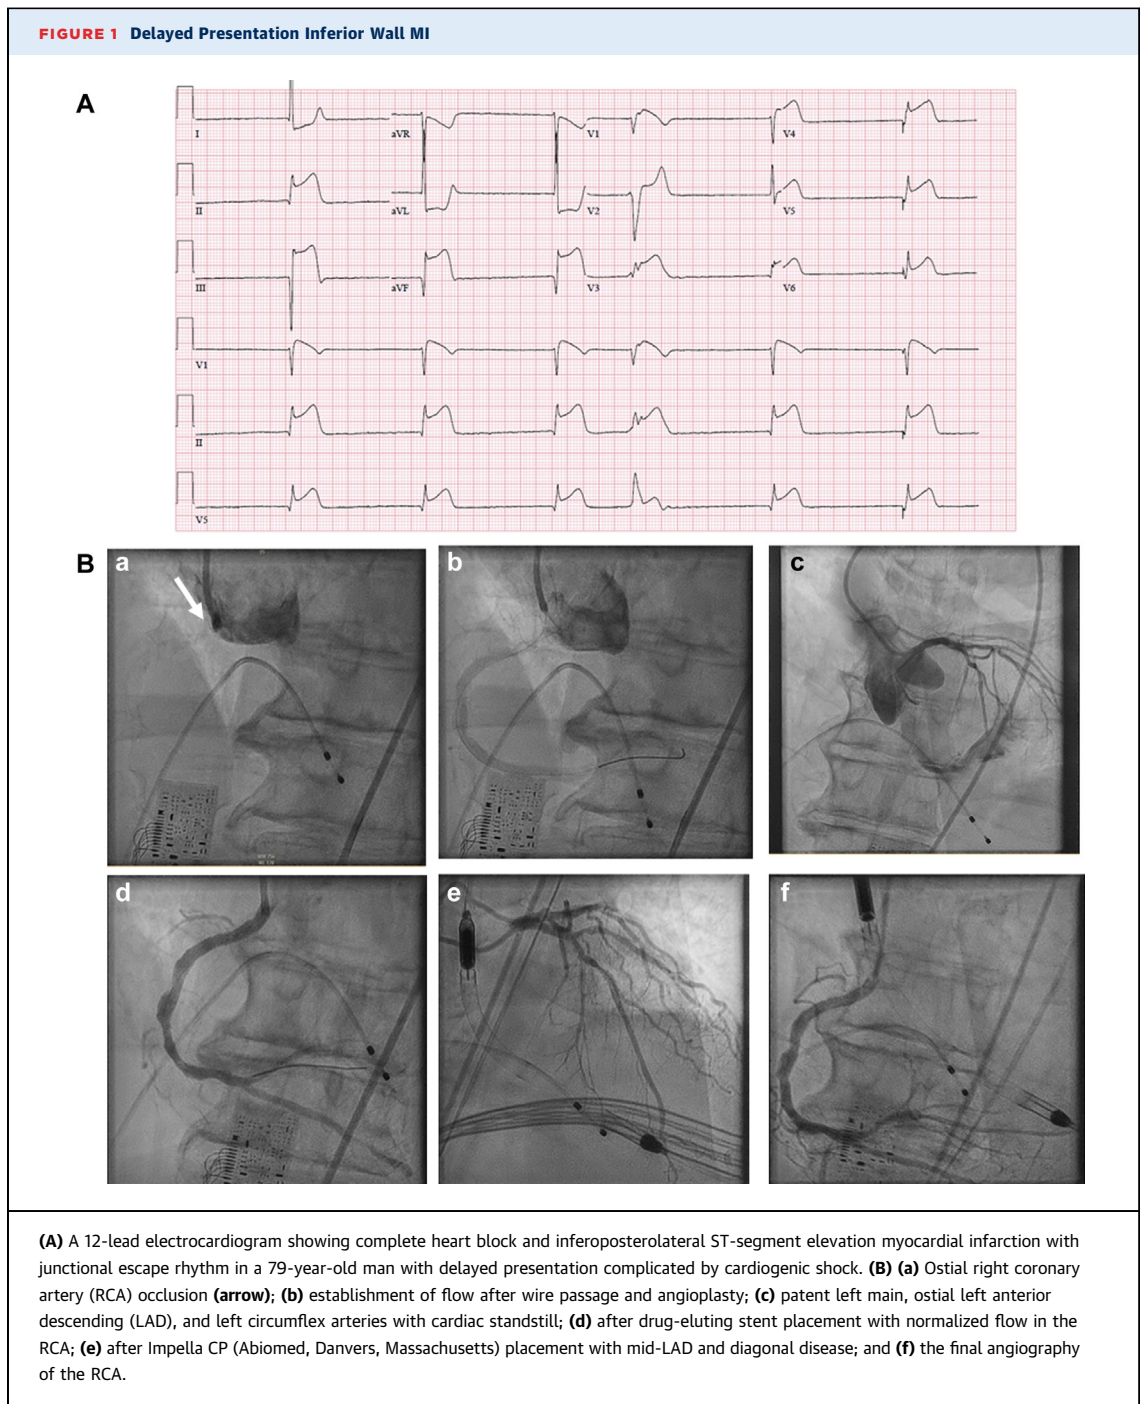 FIGURE 1 Delayed Presentation Inferior Wall MI
A
I aVR V1 V4
II aVL V2 V5
III aVF V3 V6
V1
II
V5
B a b c
d e f
(A) A 12-lead electrocardiogram showing complete heart block and inferoposterolateral ST-segment elevation myocardial infarction with
junctional escape rhythm in a 79-year-old man with delayed presentation complicated by cardiogenic shock. (B) (a) Ostial right coronary
artery (RCA) occlusion (arrow); (b) establishment of flow after wire passage and angioplasty; (c) patent left main, ostial left anterior
descending (LAD), and left circumflex arteries with cardiac standstill; (d) after drug-eluting stent placement with normalized flow in the
RCA; (e) after Impella CP (Abiomed, Danvers, Massachusetts) placement with mid-LAD and diagonal disease; and (f) the final angiography
of the RCA.